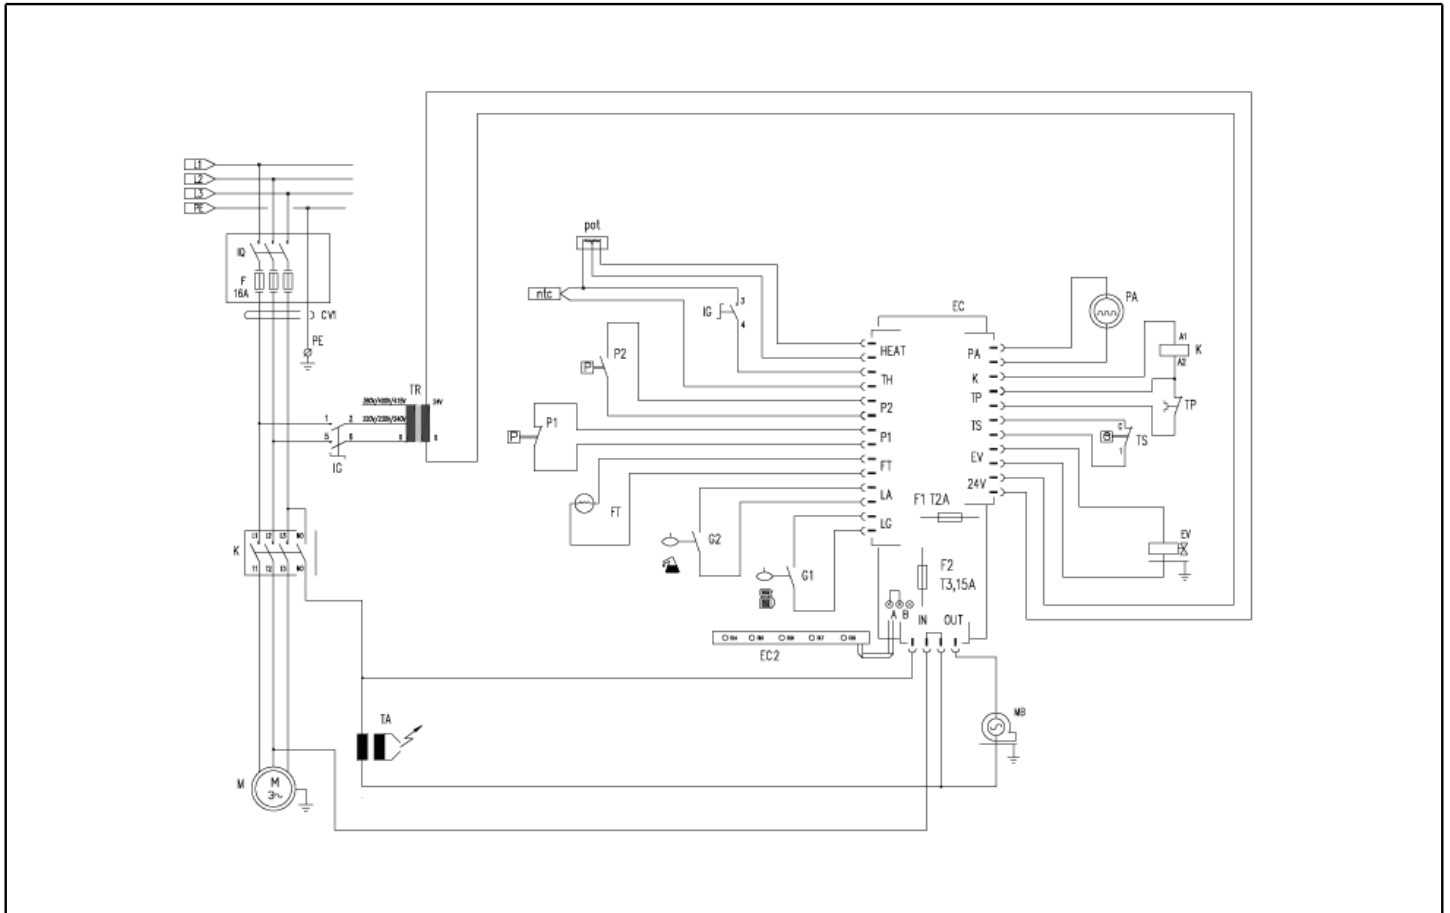 L1
L2
L3
PE
IQ
F
16A
CV1
PE
TR
380V/400V/415V
24V
220V/230V/240V
1
2
5
6
0
0
IG
pot
ntc
IG
3
4
P2
P
P1
P
FT
G2
G1
EC
HEAT
TH
P2
P1
FT
LA
LG
PA
K
TP
TS
EV
24V
F1 T2A
F2
T3,15A
A
B
IN
OUT
PA
A1
K
A2
TP
C
TS
1
EV
EC2
K
L1
L2
L3
NO
T1
T2
T3
NO
TA
MB
M
M
3~